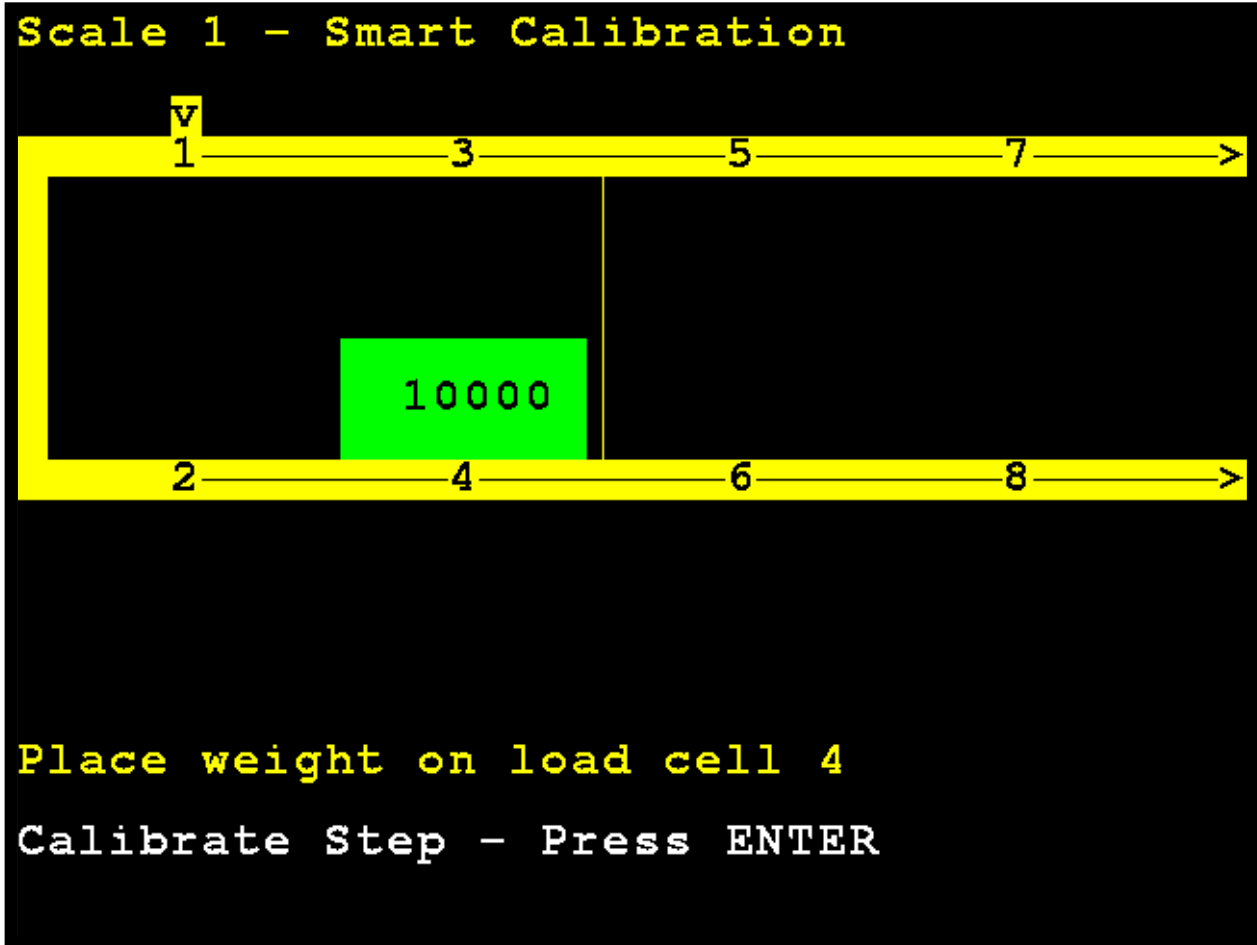 Scale 1 - Smart Calibration
v
1 3 5 7 >
10000
2 4 6 8 >
Place weight on load cell 4
Calibrate Step - Press ENTER